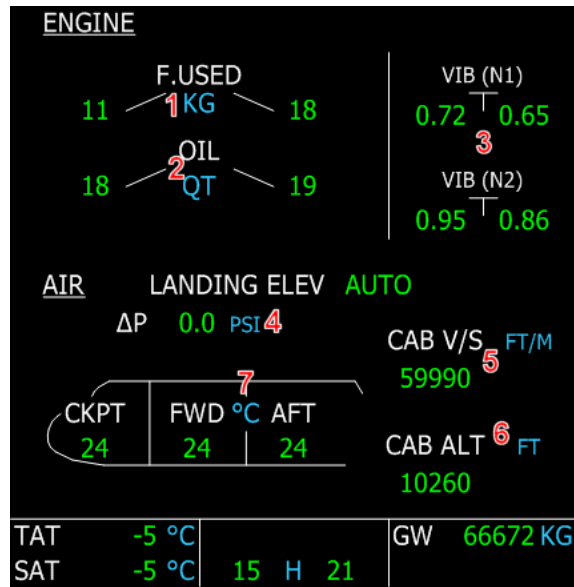 ENGINE
F.USED
11 1 KG 18
OIL
18 2 QT 19
VIB (N1)
0.72 0.65
3
VIB (N2)
0.95 0.86
AIR LANDING ELEV AUTO
ΔP 0.0 PSI 4
CAB V/S 5 FT/M
59990
7
CKPT FWD °C AFT
24 24 24
CAB ALT 6 FT
10260
TAT -5 °C
SAT -5 °C
15 H 21
GW 66672 KG